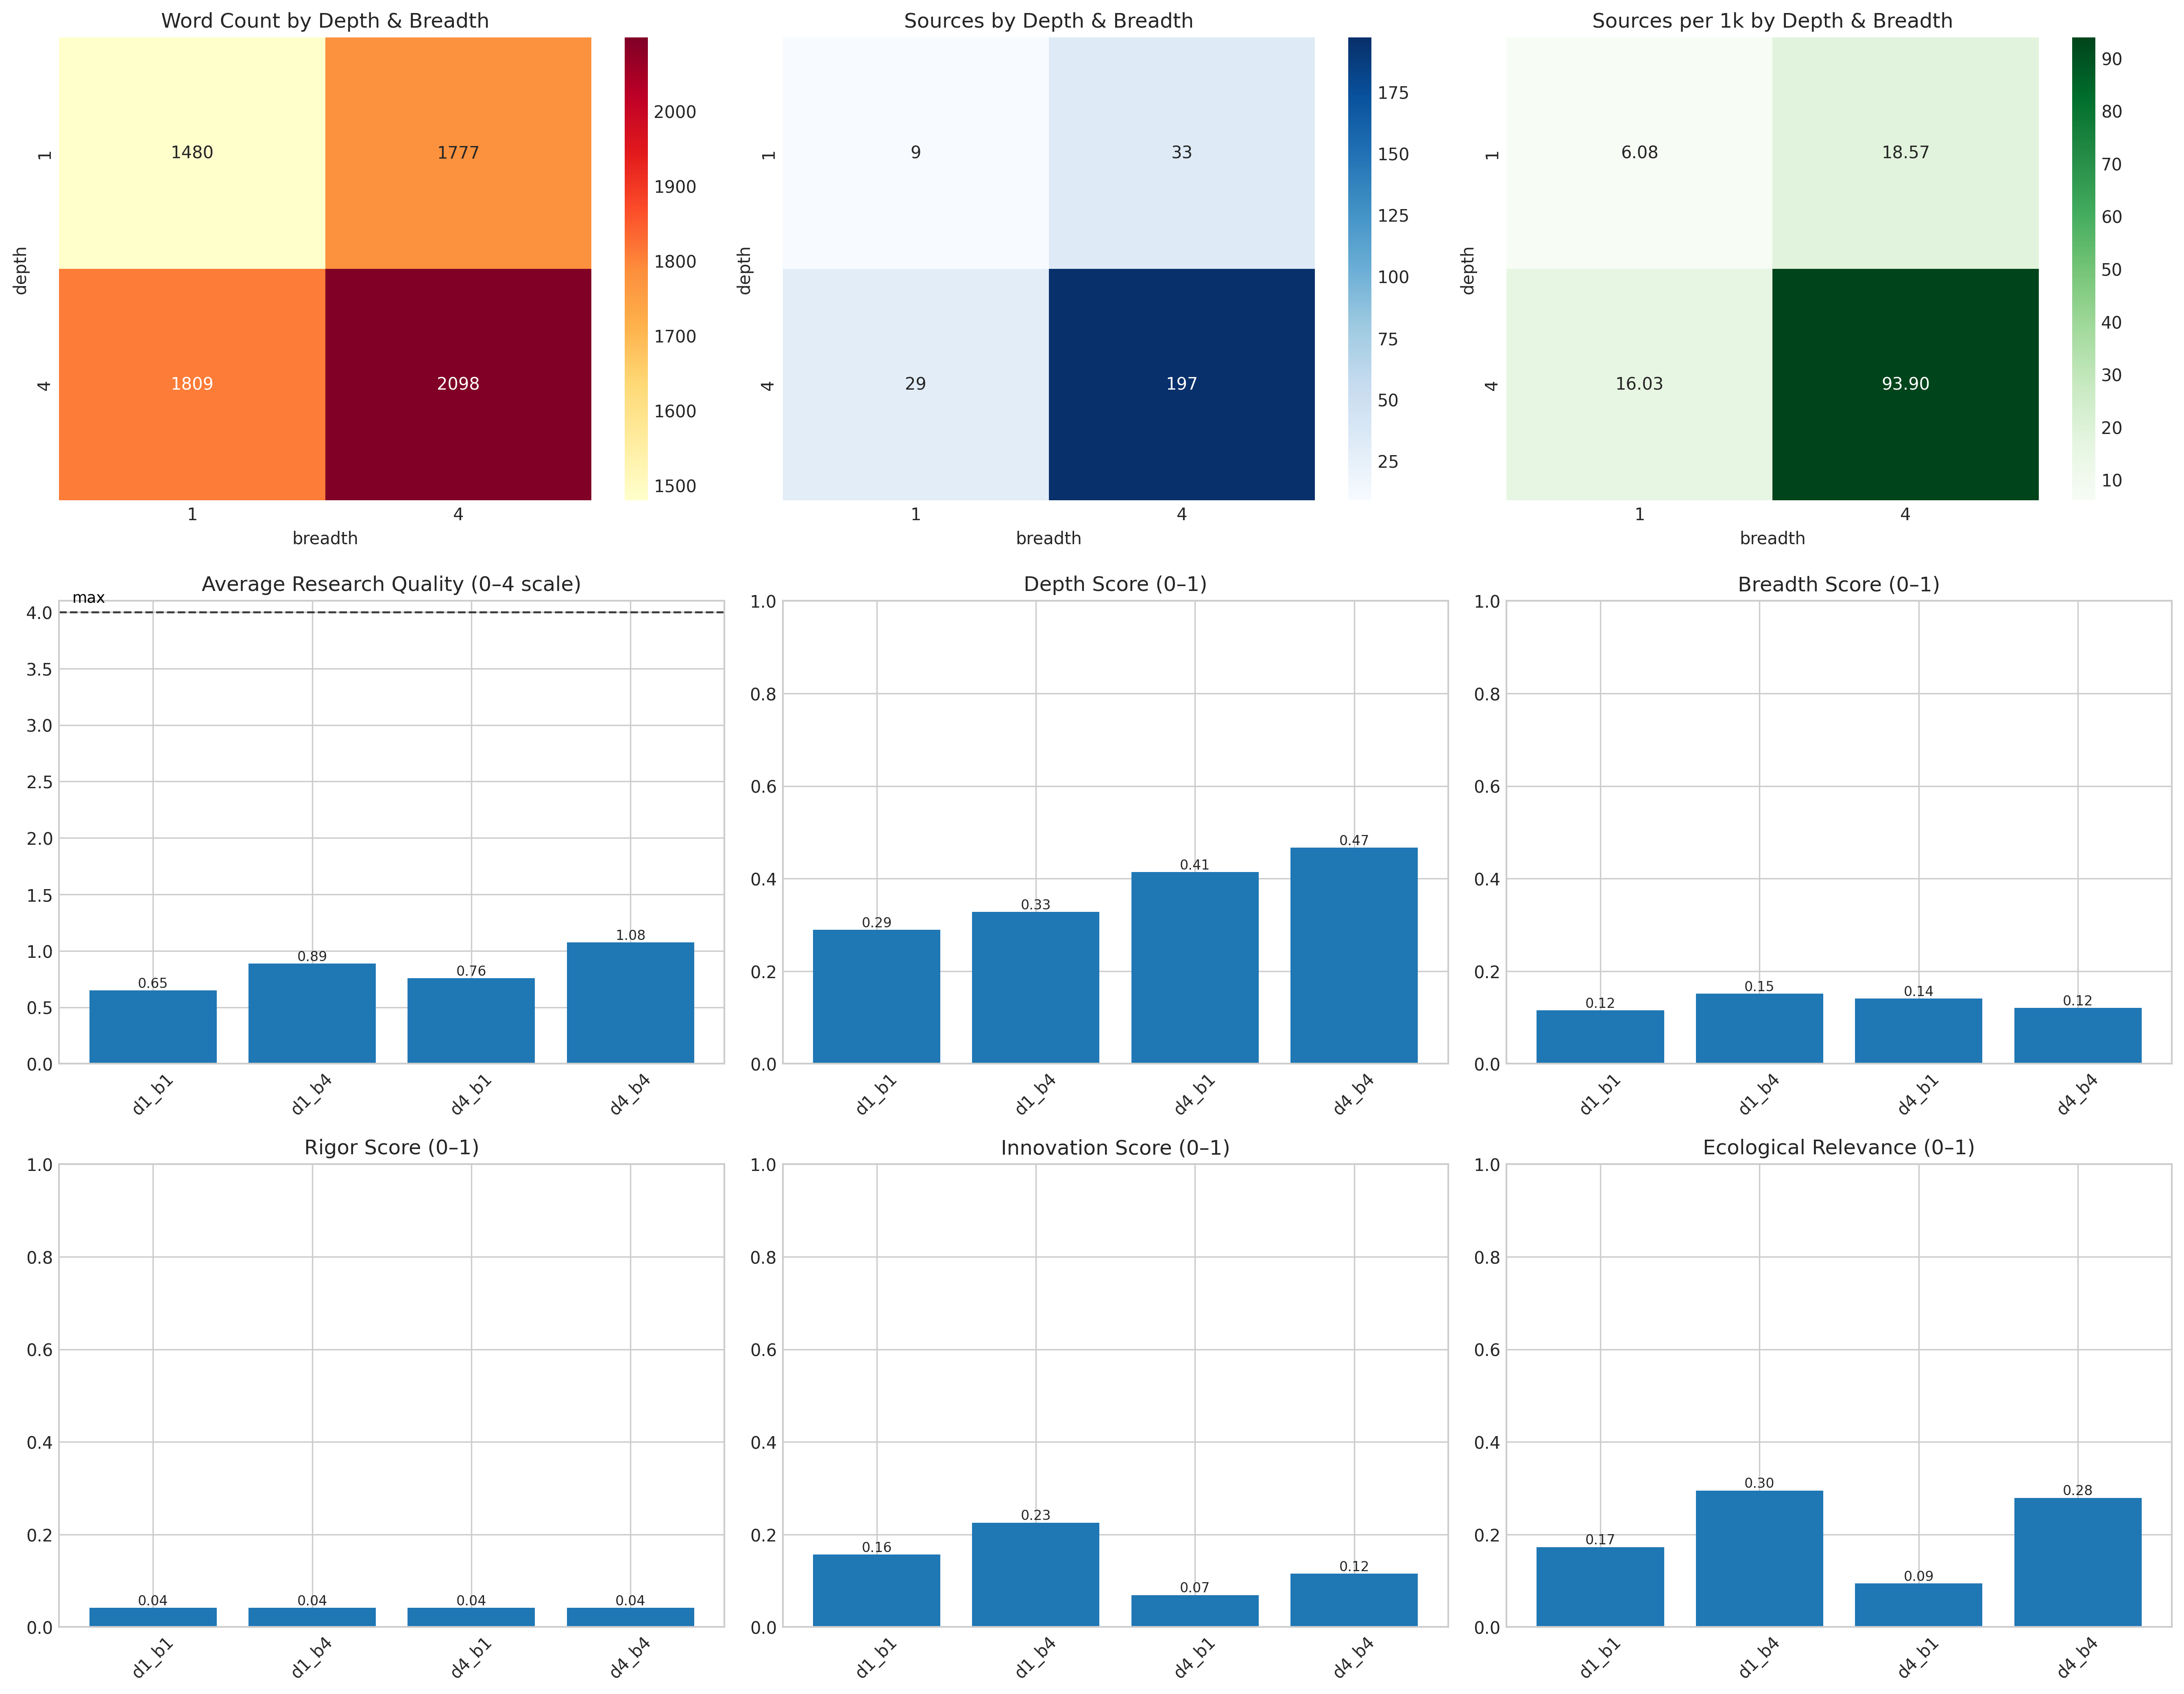 Word Count by Depth & Breadth
1480
1777
1809
2098
1
4
depth
1
4
breadth
2000
1900
1800
1700
1600
1500
Sources by Depth & Breadth
9
33
29
197
1
4
depth
1
4
breadth
175
150
125
100
75
50
25
Sources per 1k by Depth & Breadth
6.08
18.57
16.03
93.90
1
4
depth
1
4
breadth
90
80
70
60
50
40
30
20
10
Average Research Quality (0–4 scale)
max
4.0
3.5
3.0
2.5
2.0
1.5
1.0
0.5
0.0
0.65
0.89
0.76
1.08
d1_b1
d1_b4
d4_b1
d4_b4
Depth Score (0–1)
1.0
0.8
0.6
0.4
0.2
0.0
0.29
0.33
0.41
0.47
d1_b1
d1_b4
d4_b1
d4_b4
Breadth Score (0–1)
1.0
0.8
0.6
0.4
0.2
0.0
0.12
0.15
0.14
0.12
d1_b1
d1_b4
d4_b1
d4_b4
Rigor Score (0–1)
1.0
0.8
0.6
0.4
0.2
0.0
0.04
0.04
0.04
0.04
d1_b1
d1_b4
d4_b1
d4_b4
Innovation Score (0–1)
1.0
0.8
0.6
0.4
0.2
0.0
0.16
0.23
0.07
0.12
d1_b1
d1_b4
d4_b1
d4_b4
Ecological Relevance (0–1)
1.0
0.8
0.6
0.4
0.2
0.0
0.17
0.30
0.09
0.28
d1_b1
d1_b4
d4_b1
d4_b4